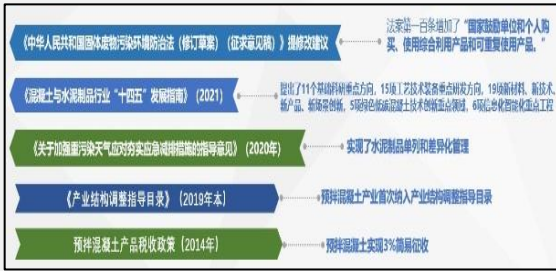 《中华人民共和国固体废物污染环境防治法（修订草案）（征求意见稿）》提修改建议
法案第一百条增加了“国家鼓励单位和个人购
买、使用综合利用产品和可重复使用产品。”
《混凝土与水泥制品行业“十四五”发展指南》（2021）
提出了11个基础科研重点方向，15项工艺技术装备重点研发方向，19项新材料、新技术、
新产品、新场景创新，5项绿色低碳混凝土技术创新重点领域，6项信息化智能化重点工程
《关于加强重污染天气应对夯实应急减排措施的指导意见》（2020年）
实现了水泥制品单列和差异化管理
《产业结构调整指导目录》（2019年本）
预拌混凝土产业首次纳入产业结构调整指导目录
预拌混凝土产品税收政策（2014年）
预拌混凝土实现3%简易征收